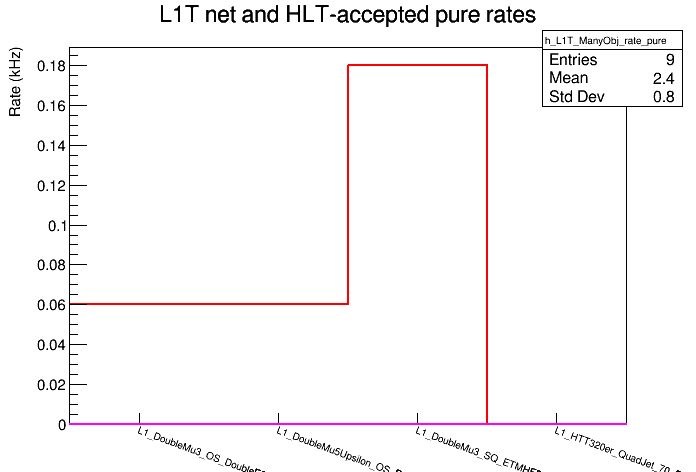 L1T net and HLT-accepted pure rates
h_L1T_ManyObj_rate_pure
Entries 9
Mean 2.4
Std Dev 0.8
Rate (kHz)
0.18
0.16
0.14
0.12
0.1
0.08
0.06
0.04
0.02
0
L1_DoubleMu3_OS_DoubleE
L1_DoubleMu5Upsilon_OS_
L1_DoubleMu3_SQ_ETMHF
L1_HTT320er_QuadJet_70_